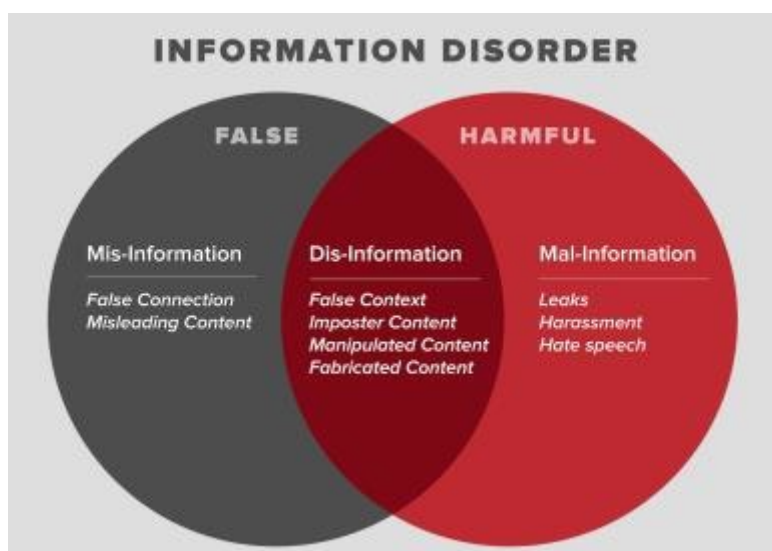 INFORMATION DISORDER
FALSE
HARMFUL
Mis-Information
False Connection
Misleading Content
Dis-Information
False Context
Imposter Content
Manipulated Content
Fabricated Content
Mal-Information
Leaks
Harassment
Hate speech